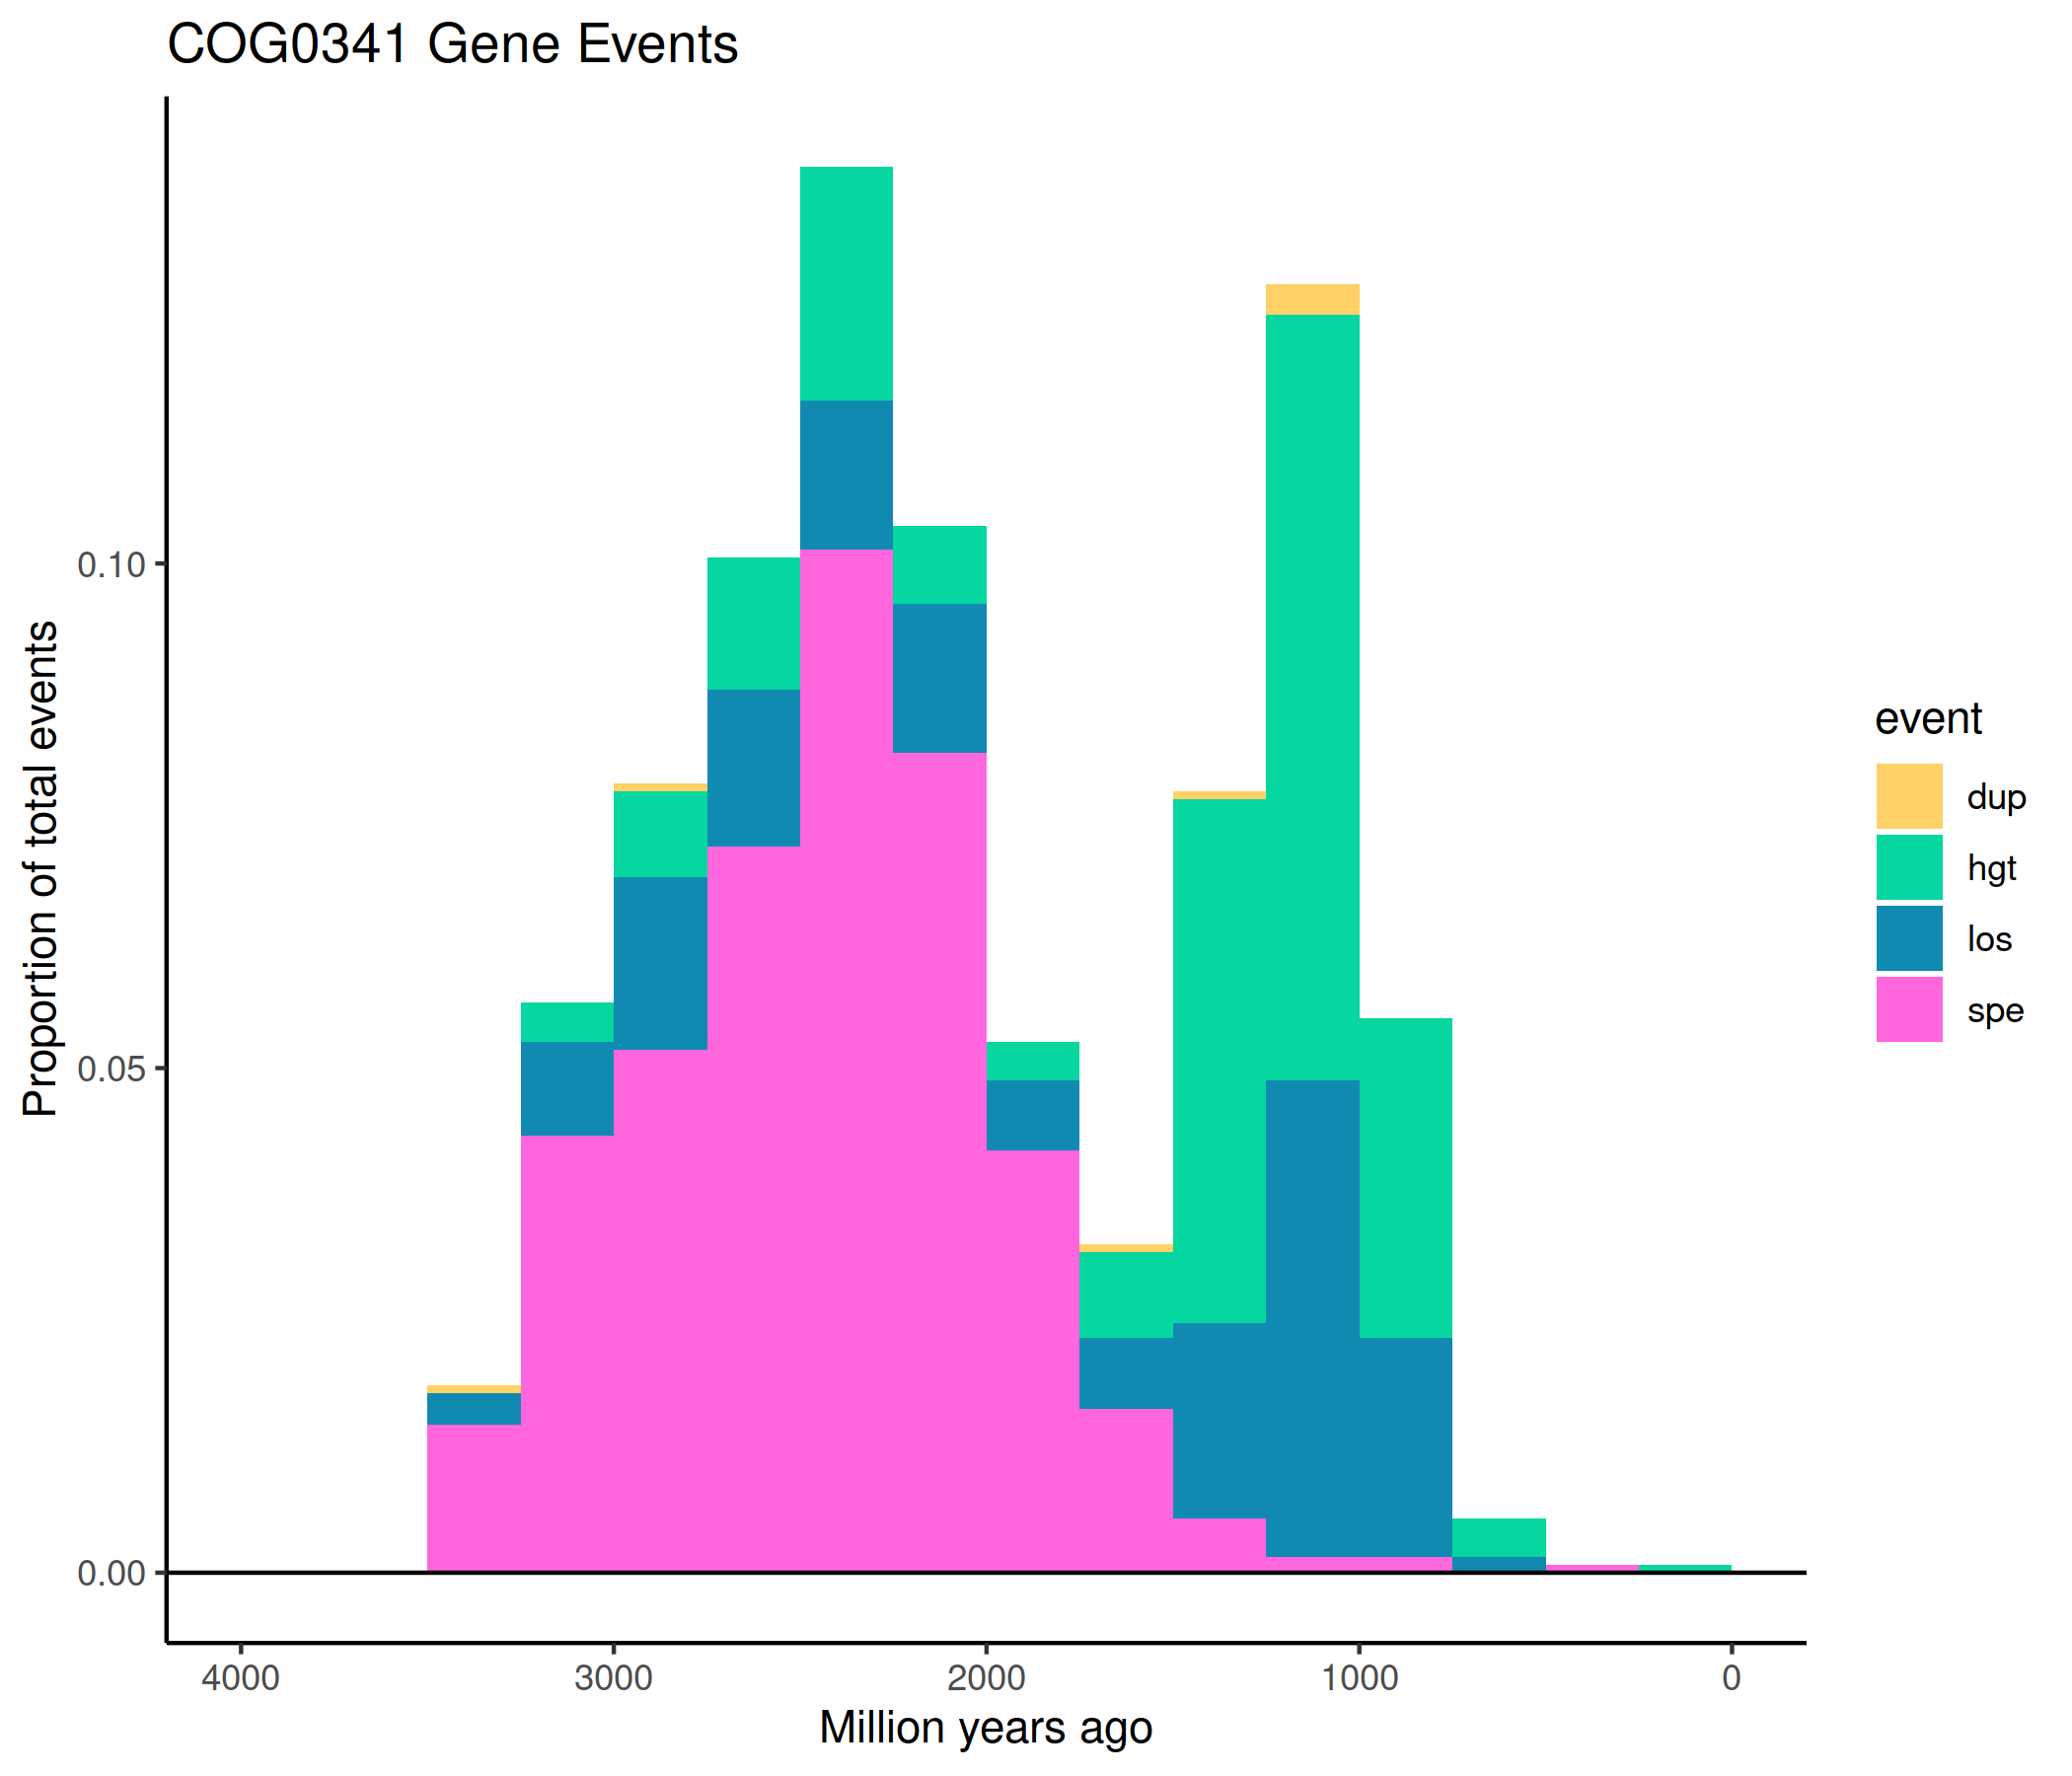 COG0341 Gene Events
Proportion of total events
0.10
0.05
0.00
4000 3000 2000 1000 0
Million years ago
event
dup
hgt
los
spe